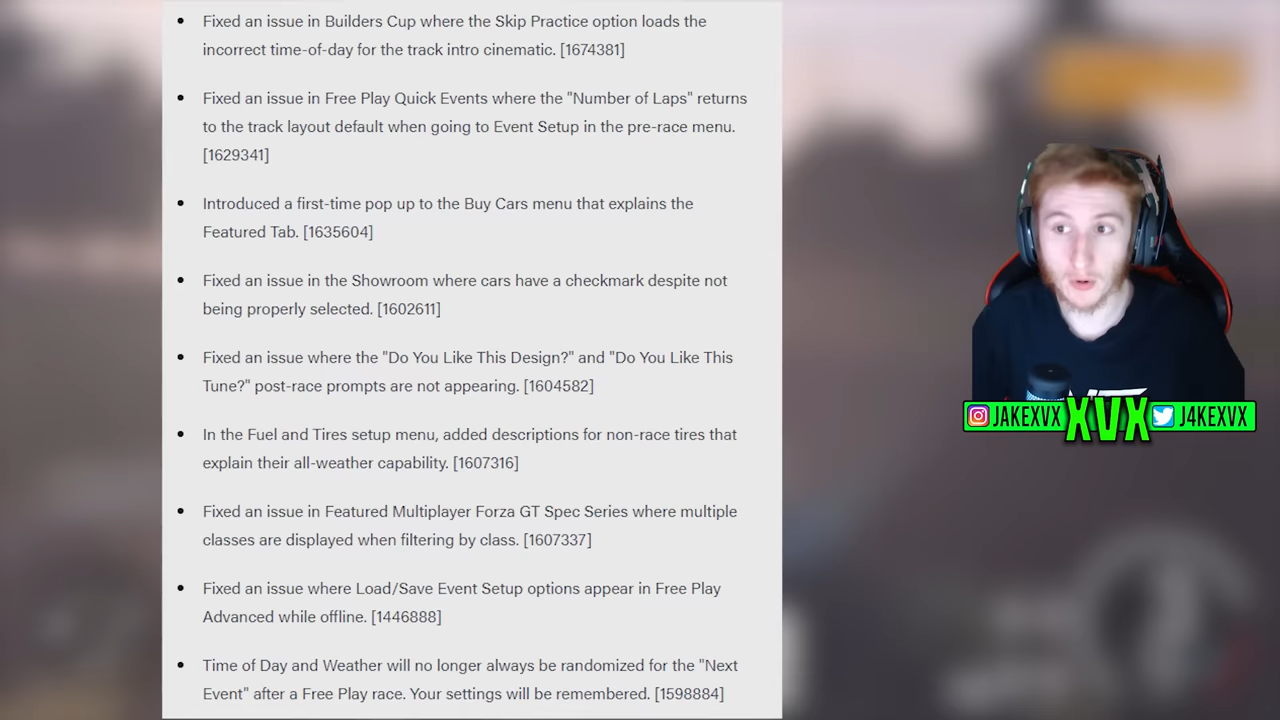 Fixed an issue in Builders Cup where the Skip Practice option loads the
incorrect time-of-day for the track intro cinematic. [1674381]
Fixed an issue in Free Play Quick Events where the "Number of Laps" returns
to the track layout default when going to Event Setup in the pre-race menu.
[1629341]
Introduced a first-time pop up to the Buy Cars menu that explains the
Featured Tab. [1635604]
Fixed an issue in the Showroom where cars have a checkmark despite not
being properly selected. [1602611]
Fixed an issue where the "Do You Like This Design?" and "Do You Like This
Tune?" post-race prompts are not appearing. [1604582]
In the Fuel and Tires setup menu, added descriptions for non-race tires that
explain their all-weather capability. [1607316]
Fixed an issue in Featured Multiplayer Forza GT Spec Series where multiple
classes are displayed when filtering by class. [1607337]
Fixed an issue where Load/Save Event Setup options appear in Free Play
Advanced while offline. [1446888]
Time of Day and Weather will no longer always be randomized for the "Next
Event" after a Free Play race. Your settings will be remembered. [1598884]
JAKEXVX XVX J4KEXVX